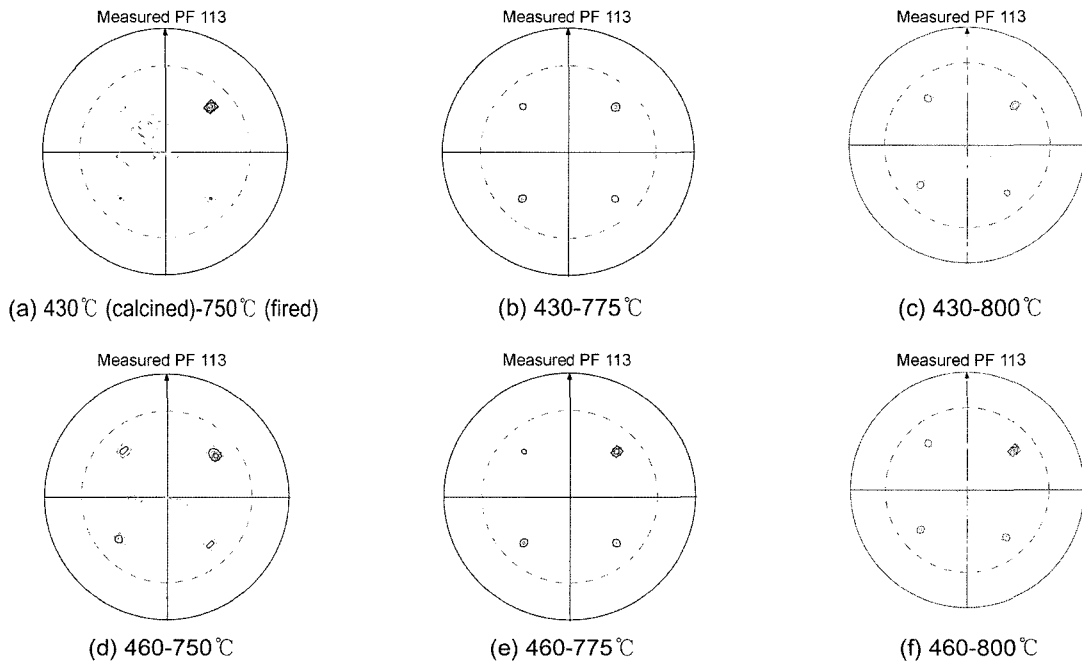 Measured PF 113
Measured PF 113
Measured PF 113
(a) 430℃ (calcined)-750℃ (fired)
(b) 430-775℃
(c) 430-800℃
Measured PF 113
Measured PF 113
Measured PF 113
(d) 460-750℃
(e) 460-775℃
(f) 460-800℃